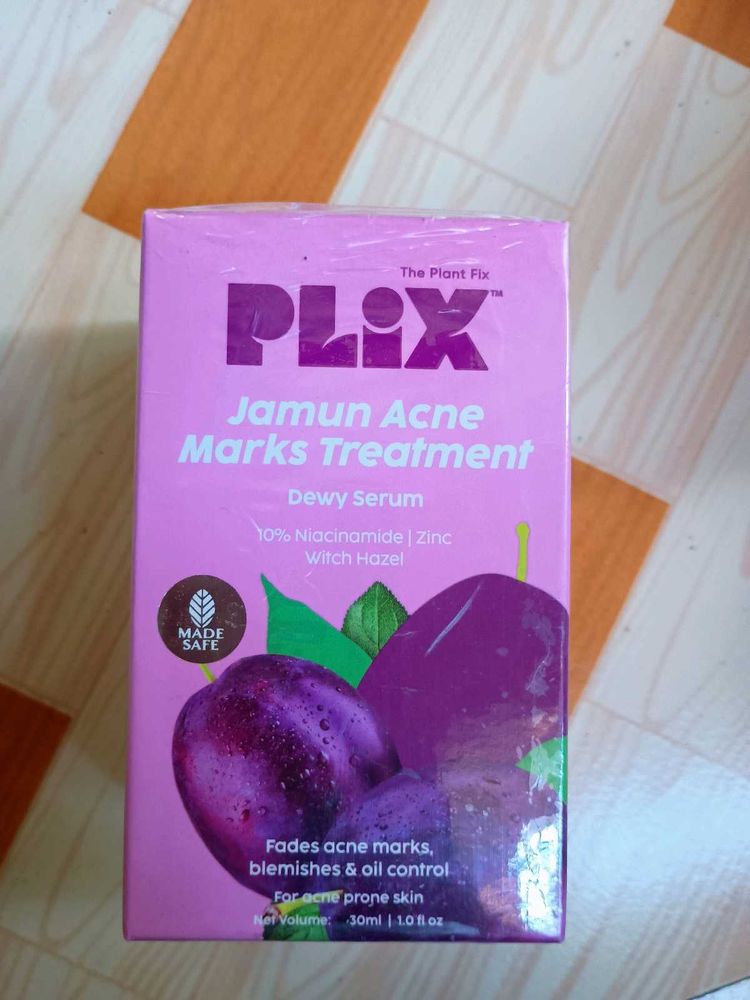 The Plant Fix
PLiX™
Jamun Acne
Marks Treatment
Dewy Serum
10% Niacinamide | Zinc
Witch Hazel
MADE
SAFE
Fades acne marks,
blemishes & oil control
For acne prone skin
Net Volume: 30ml | 1.0 fl oz